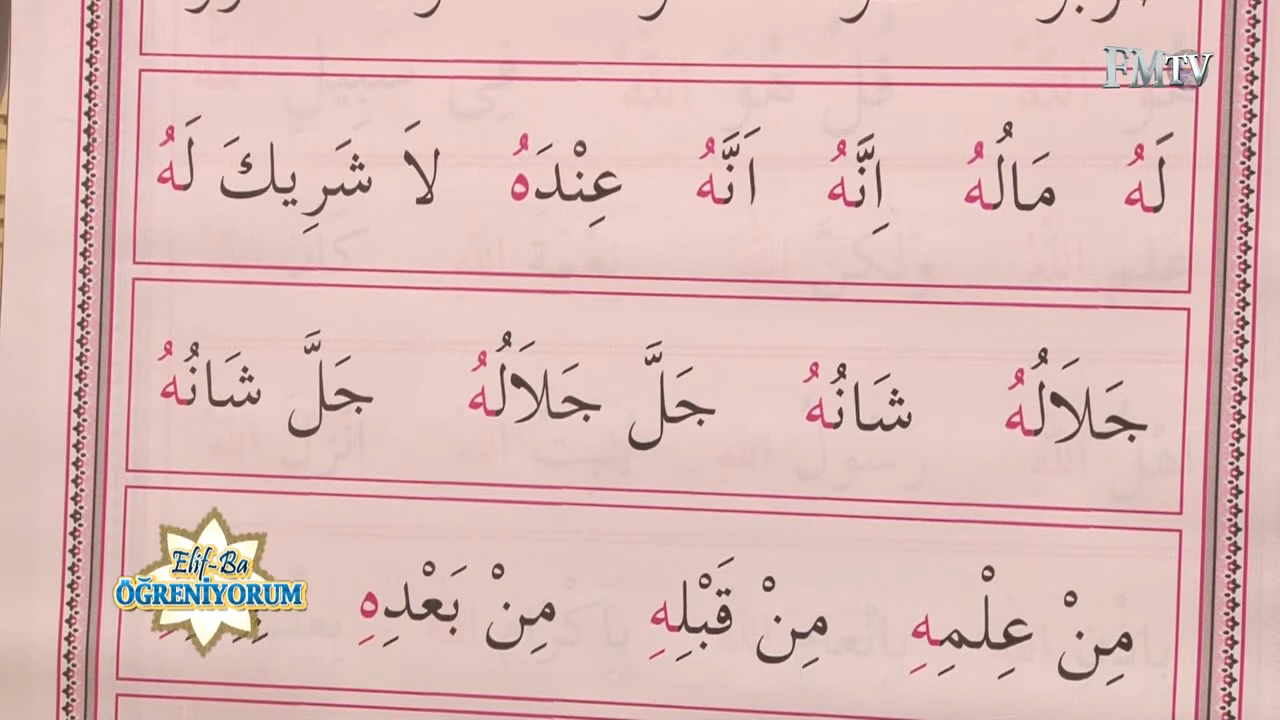 FMTV
لَهُ مَالُهُ اِنَّهُ اَنَّهُ عِنْدَهُ لاَ شَرِيكَ لَهُ
جَلاَلُهُ شَانُهُ جَلَّ جَلاَلُهُ جَلَّ شَانُهُ
مِنْ عِلْمِهِ مِنْ قَبْلِهِ مِنْ بَعْدِهِ
Elif-Ba
ÖĞRENİYORUM